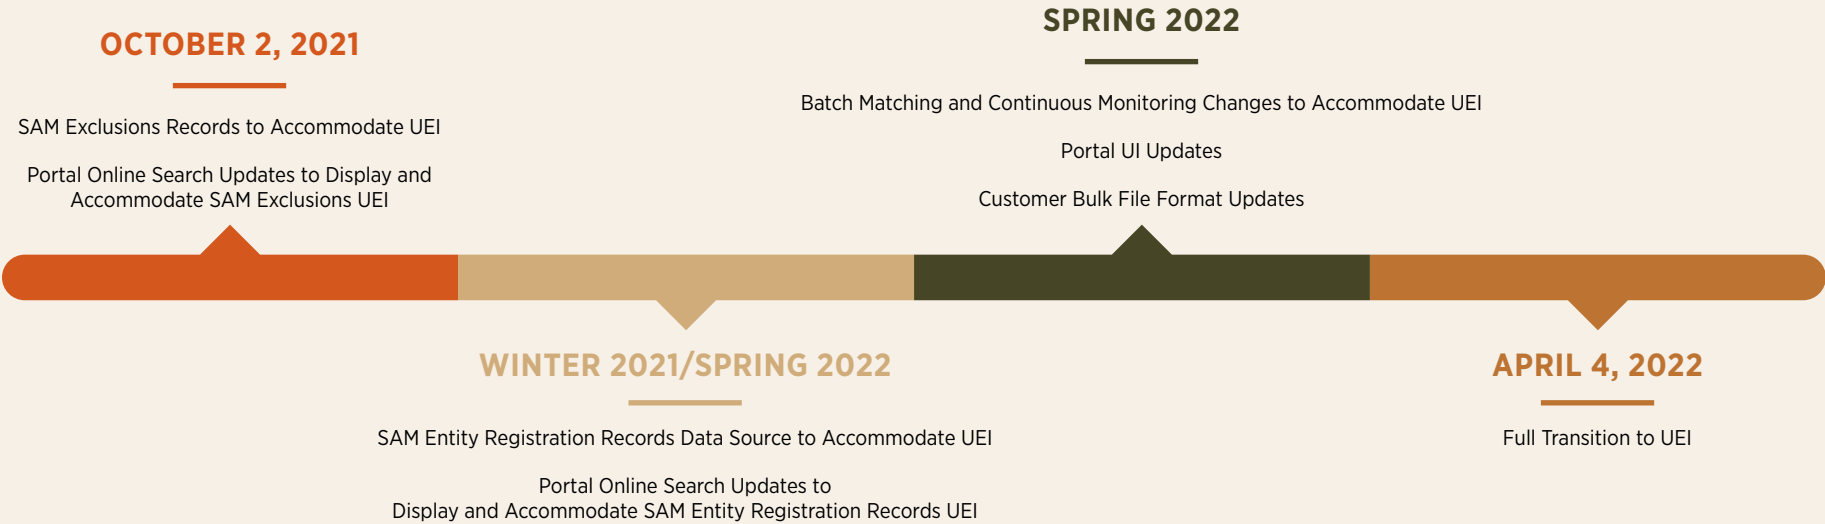 OCTOBER 2, 2021
SAM Exclusions Records to Accommodate UEI
Portal Online Search Updates to Display and
Accommodate SAM Exclusions UEI
WINTER 2021/SPRING 2022
SAM Entity Registration Records Data Source to Accommodate UEI
Portal Online Search Updates to
Display and Accommodate SAM Entity Registration Records UEI
SPRING 2022
Batch Matching and Continuous Monitoring Changes to Accommodate UEI
Portal UI Updates
Customer Bulk File Format Updates
APRIL 4, 2022
Full Transition to UEI